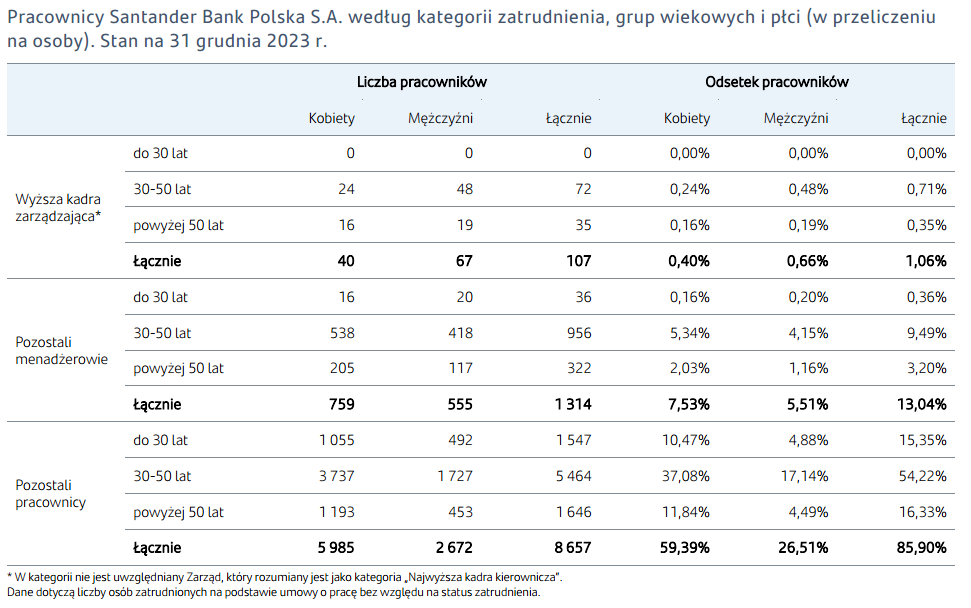 Pracownicy Santander Bank Polska S.A. według kategorii zatrudnienia, grup wiekowych i płci (w przeliczeniu
na osoby). Stan na 31 grudnia 2023 r.
Liczba pracowników Odsetek pracowników
Kobiety Mężczyźni Łącznie Kobiety Mężczyźni Łącznie
Wyższa kadra
zarządzająca*
do 30 lat 0 0 0 0,00% 0,00% 0,00%
30-50 lat 24 48 72 0,24% 0,48% 0,71%
powyżej 50 lat 16 19 35 0,16% 0,19% 0,35%
Łącznie 40 67 107 0,40% 0,66% 1,06%
Pozostali
menadżerowie
do 30 lat 16 20 36 0,16% 0,20% 0,36%
30-50 lat 538 418 956 5,34% 4,15% 9,49%
powyżej 50 lat 205 117 322 2,03% 1,16% 3,20%
Łącznie 759 555 1 314 7,53% 5,51% 13,04%
Pozostali
pracownicy
do 30 lat 1 055 492 1 547 10,47% 4,88% 15,35%
30-50 lat 3 737 1 727 5 464 37,08% 17,14% 54,22%
powyżej 50 lat 1 193 453 1 646 11,84% 4,49% 16,33%
Łącznie 5 985 2 672 8 657 59,39% 26,51% 85,90%
* W kategorii nie jest uwzględniany Zarząd, który rozumiany jest jako kategoria „Najwyższa kadra kierownicza”.
Dane dotyczą liczby osób zatrudnionych na podstawie umowy o pracę bez względu na status zatrudnienia.